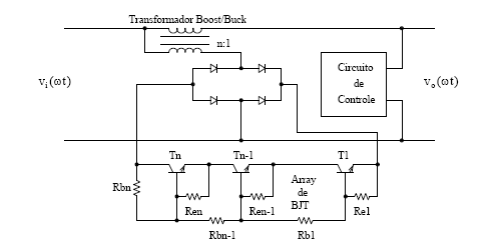 Transformador Boost/Buck
n:1
Circuito
de
Controle
vi(ωt)
vo(ωt)
Tn
Tn-1
T1
Rbn
Array
de
BJT
Ren
Ren-1
Re1
Rbn-1
Rb1